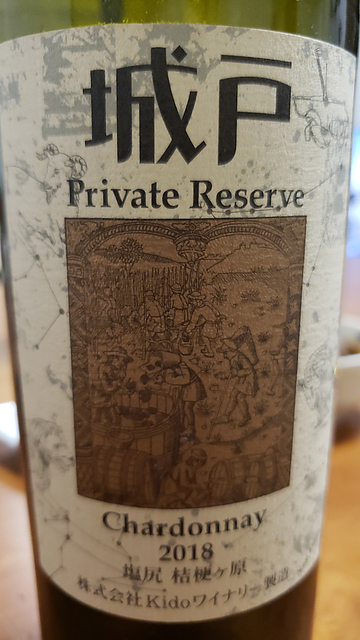 城戸
Private Reserve
Chardonnay
2018
塩尻 桔梗ヶ原
株式会社Kidoワイナリー製造